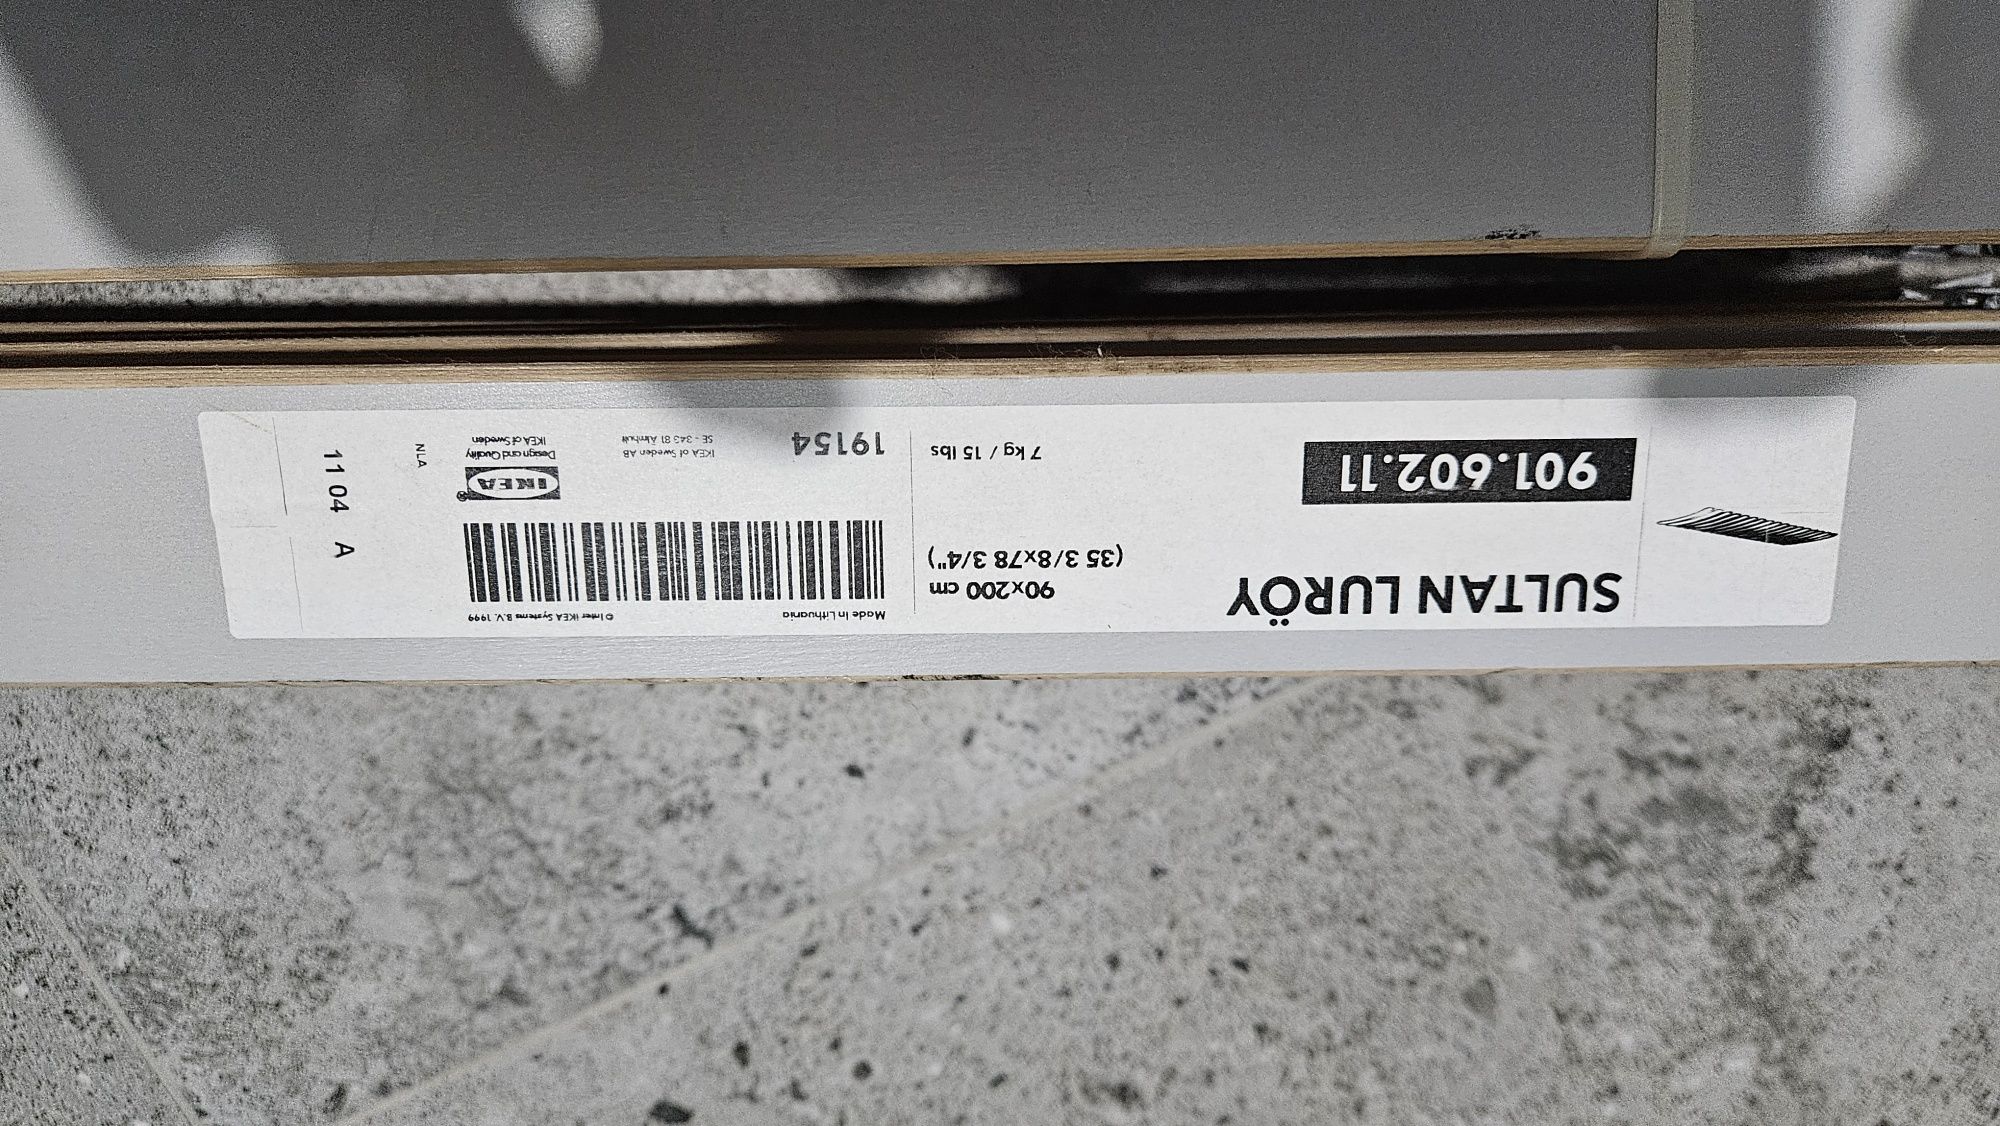 SULTAN LURÖY
901.602.11
90x200 cm
(35 3/8x78 3/4")
7 kg / 15 lbs
Made in Lithuania
© Inter IKEA Systems B.V. 1999
IKEA®
Design and Quality
IKEA of Sweden
IKEA of Sweden AB
SE - 343 81 Älmhult
19154
NLA
11 04 A